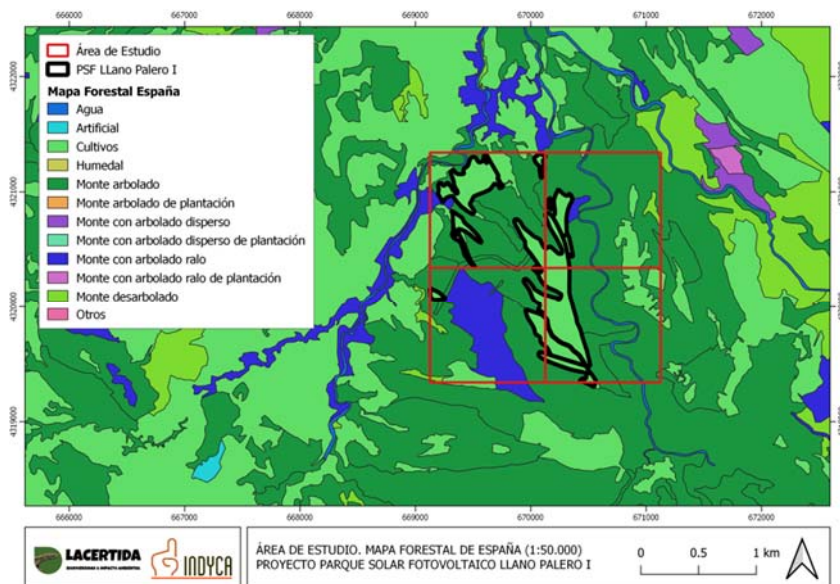 666000 667000 668000 669000 670000 671000 672000
4322000
4321000
4320000
4319000
Área de Estudio
PSF LLano Palero I
Mapa Forestal España
Agua
Artificial
Cultivos
Humedal
Monte arbolado
Monte arbolado de plantación
Monte con arbolado disperso
Monte con arbolado disperso de plantación
Monte con arbolado ralo
Monte con arbolado ralo de plantación
Monte desarbolado
Otros
666000 667000 668000 669000 670000 671000 672000
LACERTIDA
INDYCA
ÁREA DE ESTUDIO. MAPA FORESTAL DE ESPAÑA (1:50.000)
PROYECTO PARQUE SOLAR FOTOVOLTAICO LLANO PALERO I
0 0.5 1 km